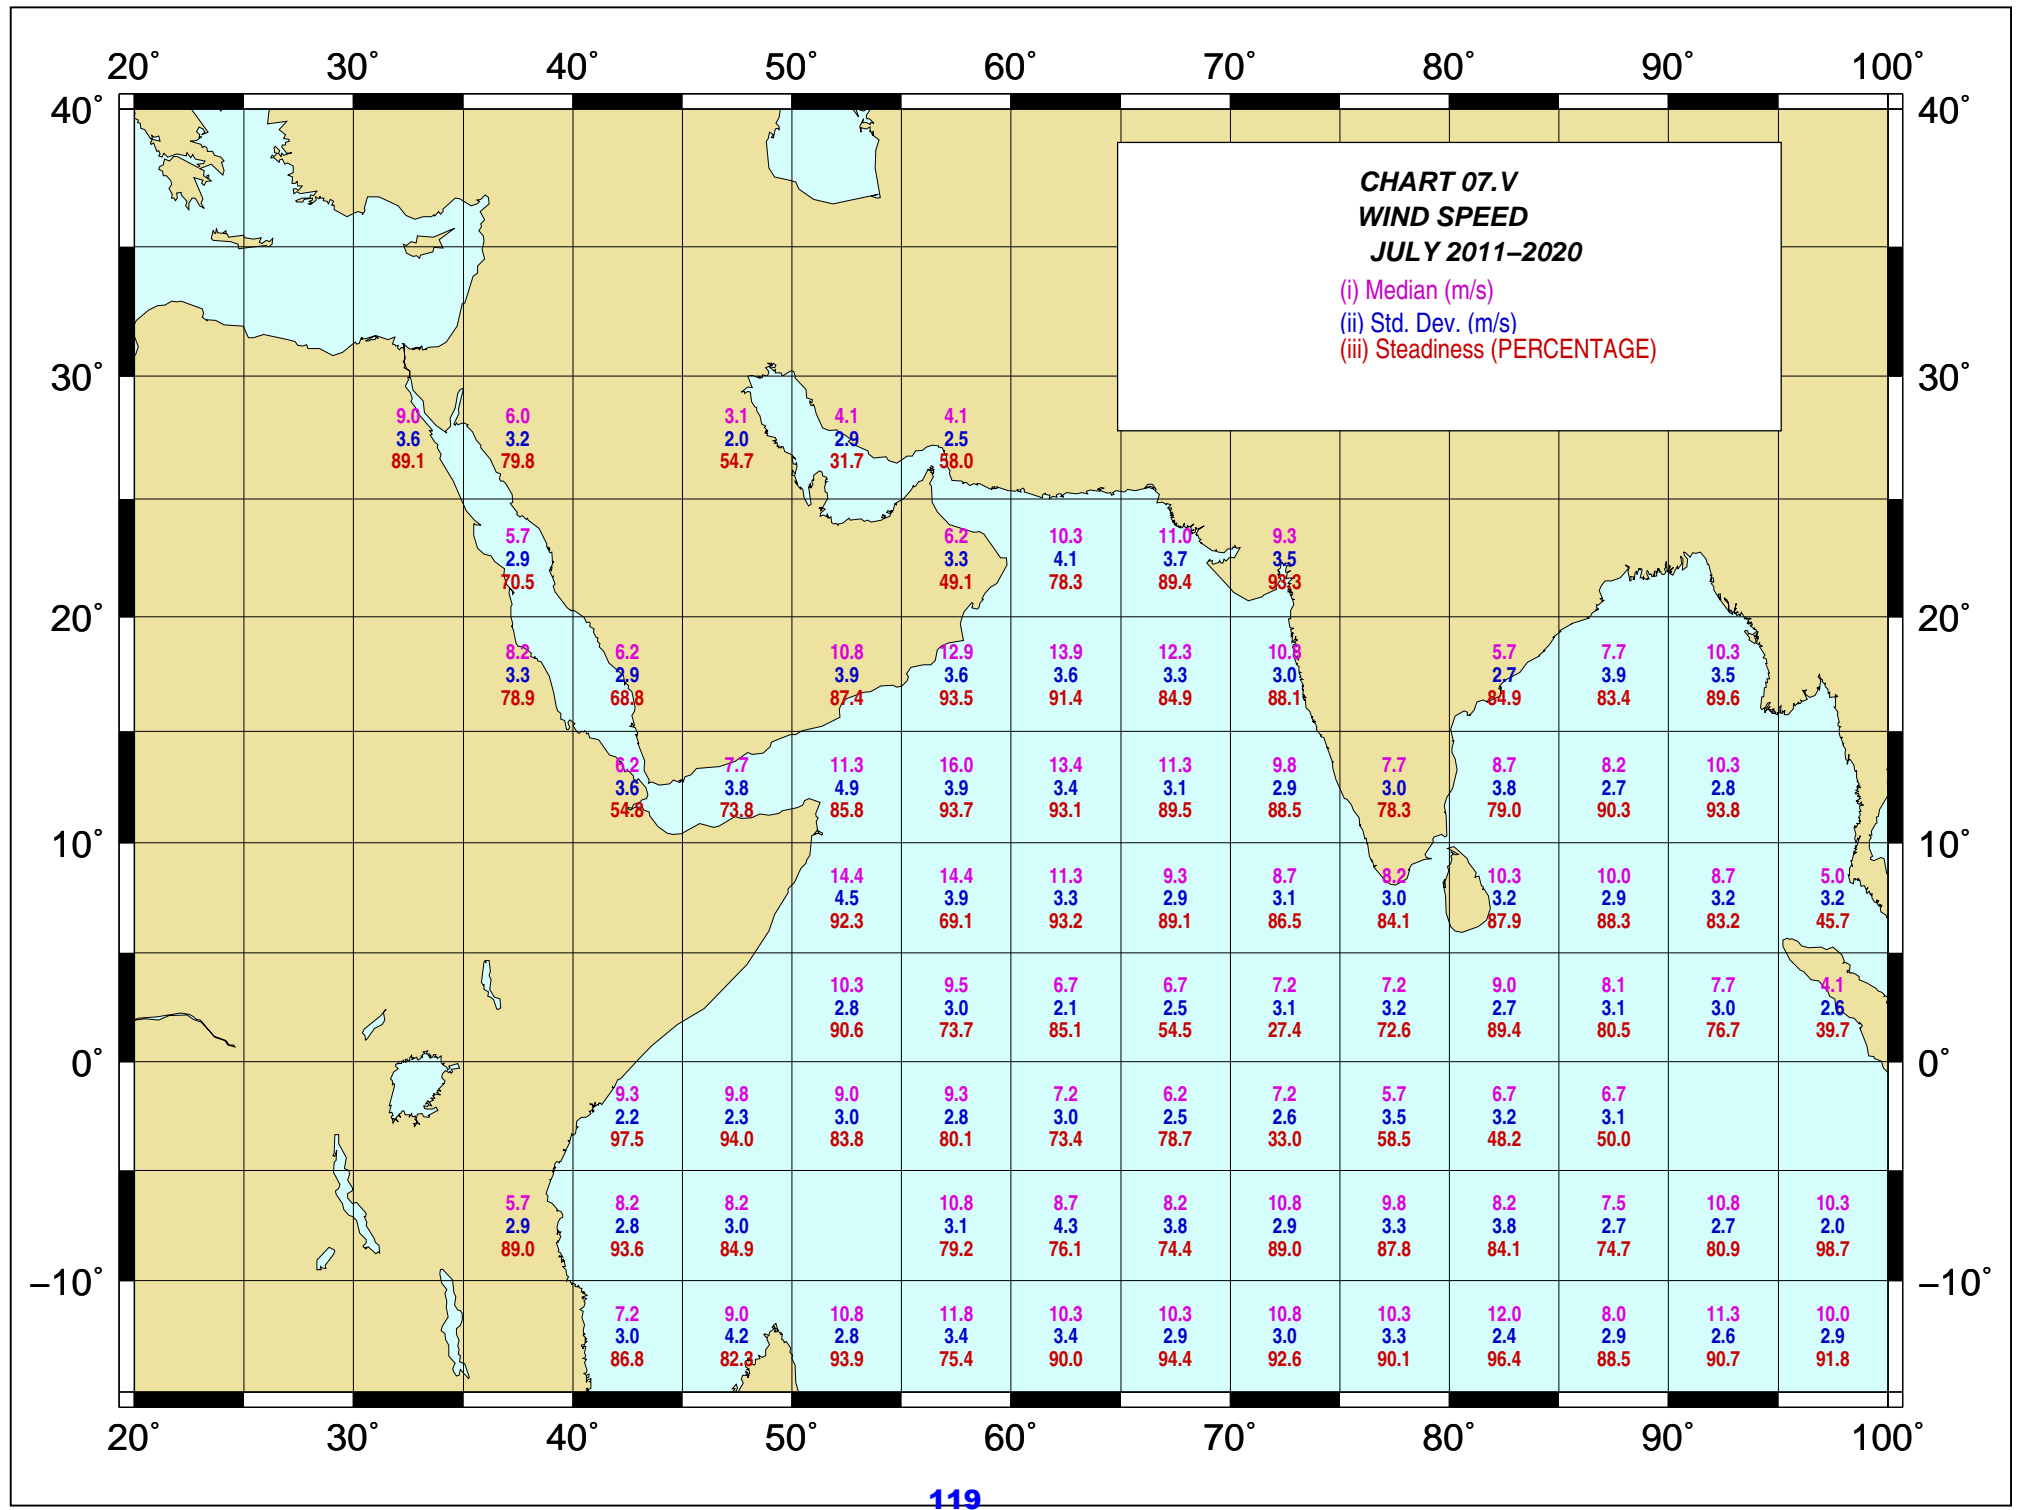 20° 30° 40° 50° 60° 70° 80° 90° 100°
40° 40°
CHART 07.V
WIND SPEED
JULY 2011–2020
(i) Median (m/s)
(ii) Std. Dev. (m/s)
(iii) Steadiness (PERCENTAGE)
30° 30°
9.0 6.0 3.1 4.1 4.1
3.6 3.2 2.0 2.9 2.5
89.1 79.8 54.7 31.7 58.0
5.7 6.2 10.3 11.0 9.3
2.9 3.3 4.1 3.7 3.5
70.5 49.1 78.3 89.4 93.3
20° 20°
8.2 6.2 10.8 12.9 13.9 12.3 10.8 5.7 7.7 10.3
3.3 2.9 3.9 3.6 3.6 3.3 3.0 2.7 3.9 3.5
78.9 68.8 87.4 93.5 91.4 84.9 88.1 84.9 83.4 89.6
6.2 7.7 11.3 16.0 13.4 11.3 9.8 7.7 8.7 8.2 10.3
3.6 3.8 4.9 3.9 3.4 3.1 2.9 3.0 3.8 2.7 2.8
54.8 73.8 85.8 93.7 93.1 89.5 88.5 78.3 79.0 90.3 93.8
10° 10°
14.4 14.4 11.3 9.3 8.7 8.2 10.3 10.0 8.7 5.0
4.5 3.9 3.3 2.9 3.1 3.0 3.2 2.9 3.2 3.2
92.3 69.1 93.2 89.1 86.5 84.1 87.9 88.3 83.2 45.7
10.3 9.5 6.7 6.7 7.2 7.2 9.0 8.1 7.7 4.1
2.8 3.0 2.1 2.5 3.1 3.2 2.7 3.1 3.0 2.6
90.6 73.7 85.1 54.5 27.4 72.6 89.4 80.5 76.7 39.7
0° 0°
9.3 9.8 9.0 9.3 7.2 6.2 7.2 5.7 6.7 6.7
2.2 2.3 3.0 2.8 3.0 2.5 2.6 3.5 3.2 3.1
97.5 94.0 83.8 80.1 73.4 78.7 33.0 58.5 48.2 50.0
5.7 8.2 8.2 10.8 8.7 8.2 10.8 9.8 8.2 7.5 10.8 10.3
2.9 2.8 3.0 3.1 4.3 3.8 2.9 3.3 3.8 2.7 2.7 2.0
89.0 93.6 84.9 79.2 76.1 74.4 89.0 87.8 84.1 74.7 80.9 98.7
–10° –10°
7.2 9.0 10.8 11.8 10.3 10.3 10.8 10.3 12.0 8.0 11.3 10.0
3.0 4.2 2.8 3.4 3.4 2.9 3.0 3.3 2.4 2.9 2.6 2.9
86.8 82.3 93.9 75.4 90.0 94.4 92.6 90.1 96.4 88.5 90.7 91.8
20° 30° 40° 50° 60° 70° 80° 90° 100°
119